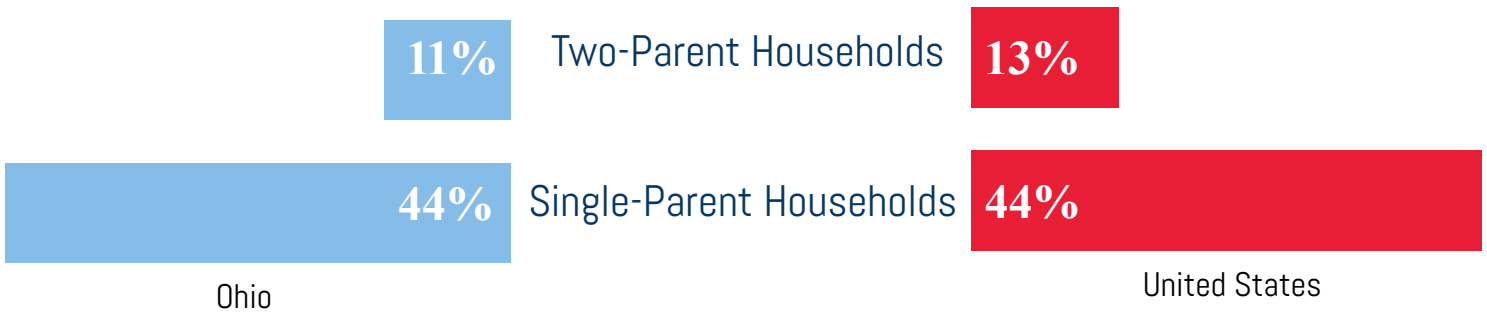 11% Two-Parent Households 13%
44% Single-Parent Households 44%
Ohio
United States